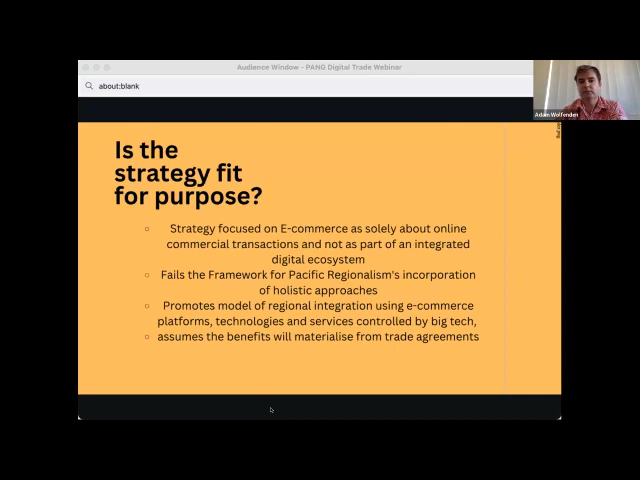 Audience Window - PANG Digital Trade Webinar
about:blank
Adam Wolfenden
Is the
strategy fit
for purpose?
Strategy focused on E-commerce as solely about online
commercial transactions and not as part of an integrated
digital ecosystem
Fails the Framework for Pacific Regionalism's incorporation
of holistic approaches
Promotes model of regional integration using e-commerce
platforms, technologies and services controlled by big tech,
assumes the benefits will materialise from trade agreements